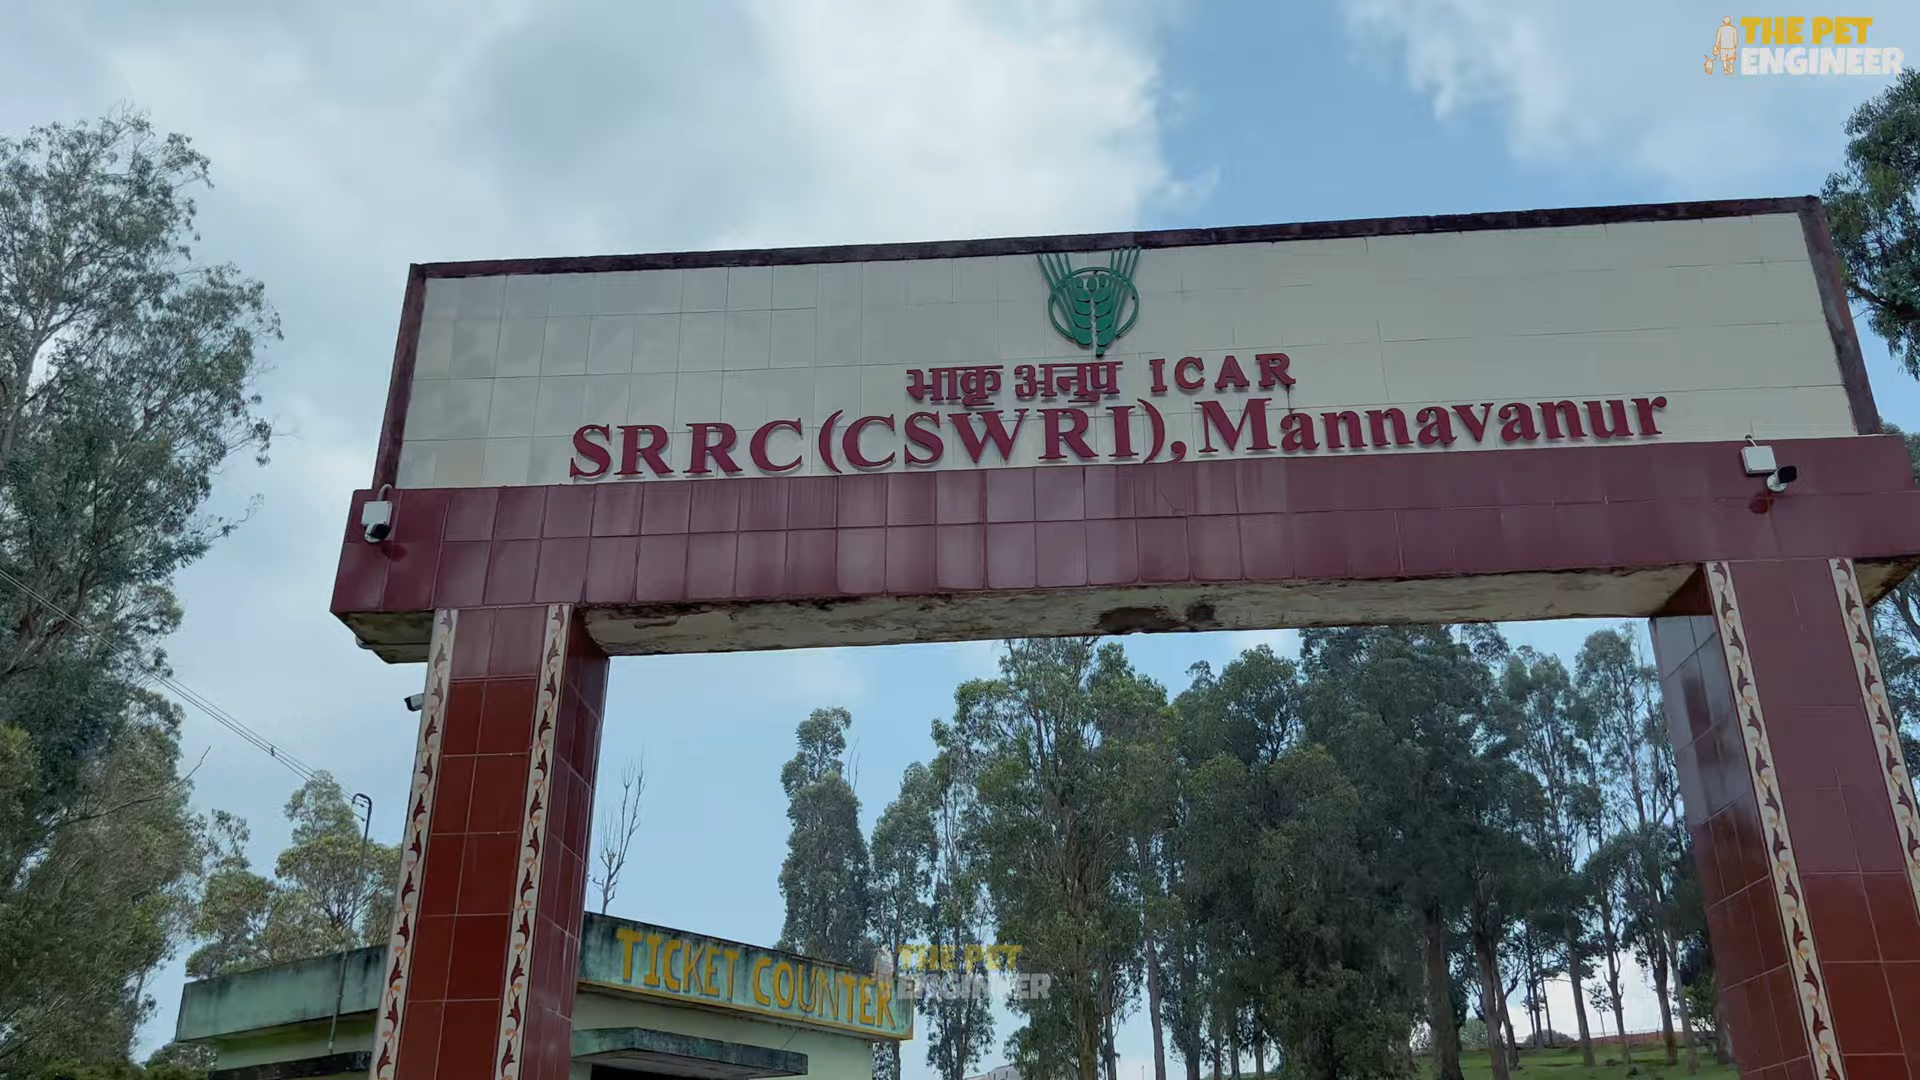 THE PET
ENGINEER
भाकृ अनुप ICAR
SRRC (CSWRI), Mannavanur
TICKET COUNTER
THE PET
ENGINEER